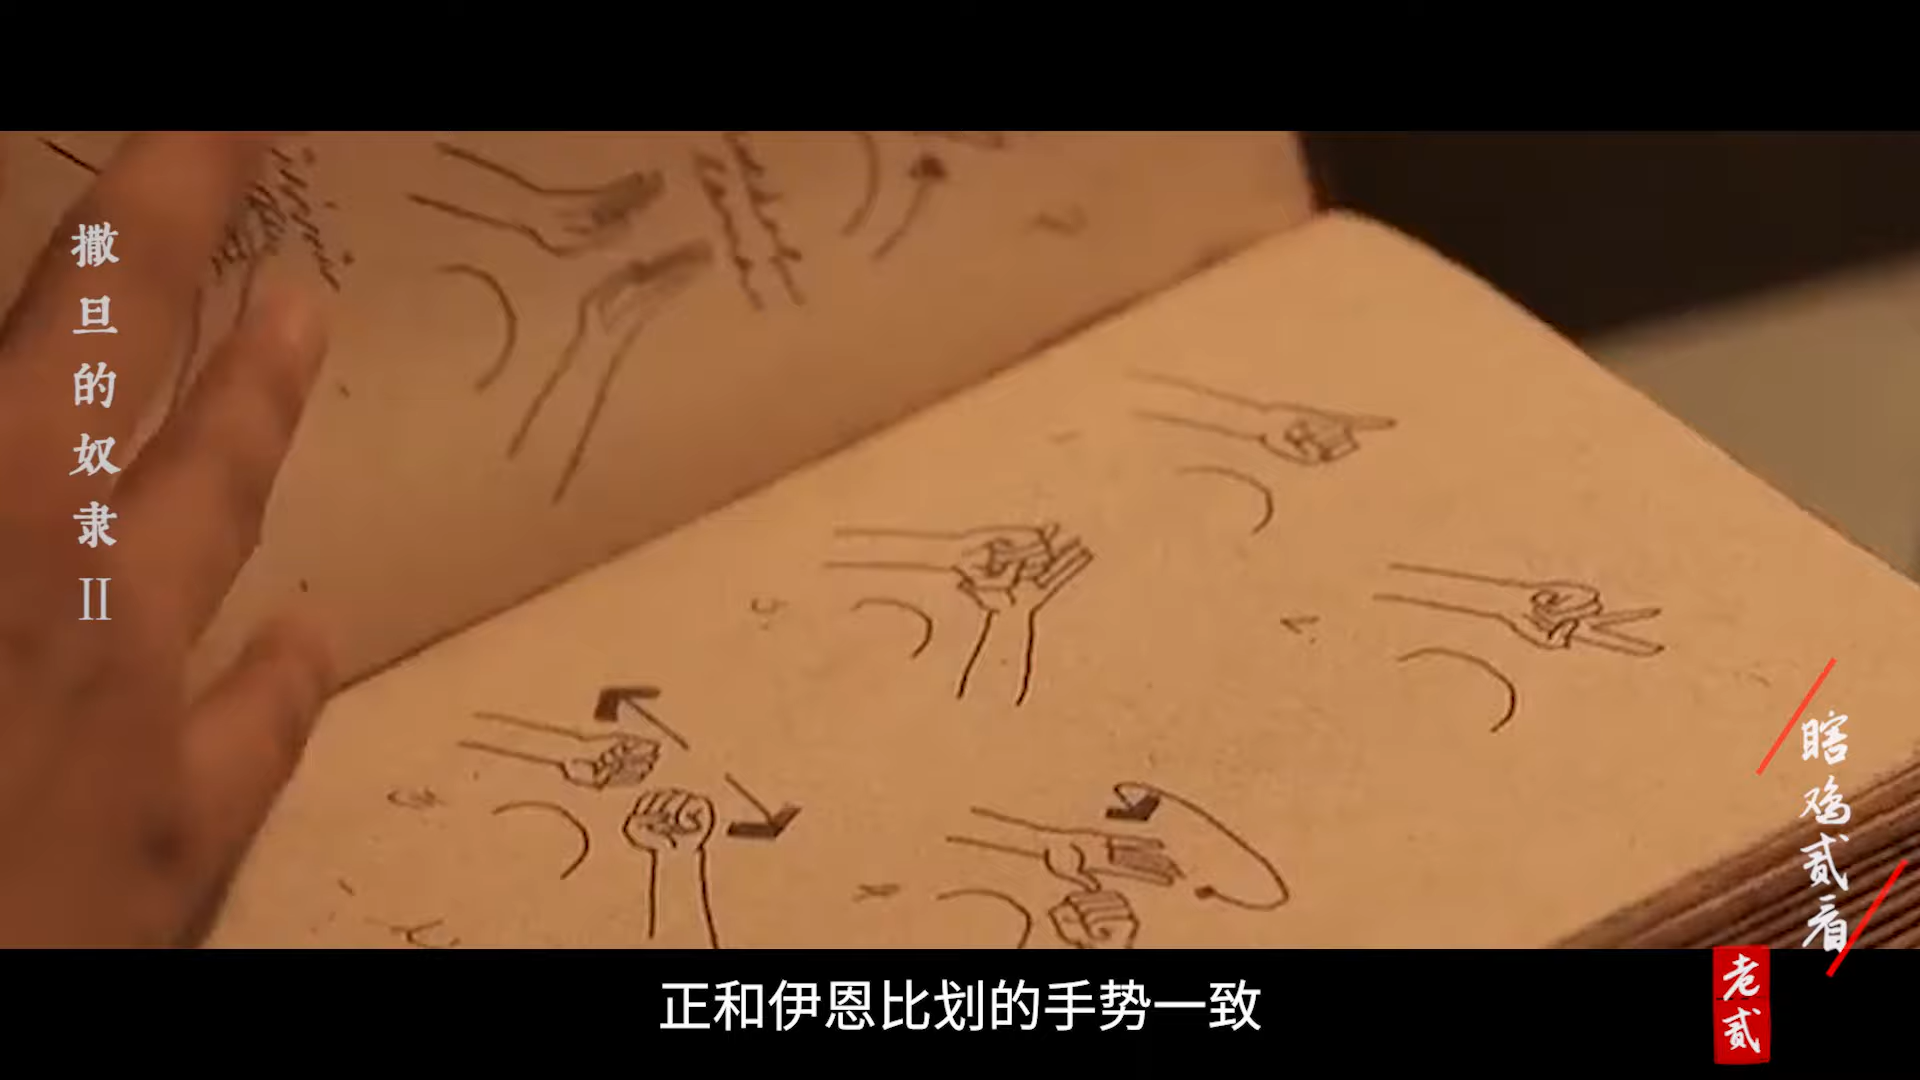 撒旦的奴隶II
瞎鸡贰看
老贰
正和伊恩比划的手势一致